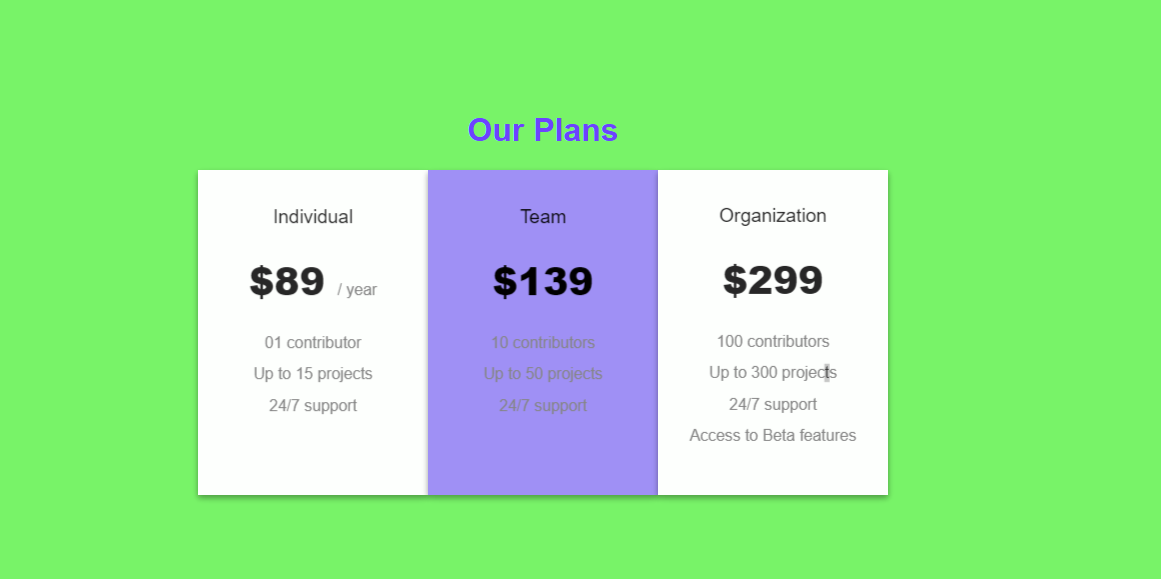 Our Plans
Individual
$89 / year
01 contributor
Up to 15 projects
24/7 support
Team
$139
10 contributors
Up to 50 projects
24/7 support
Organization
$299
100 contributors
Up to 300 projects
24/7 support
Access to Beta features